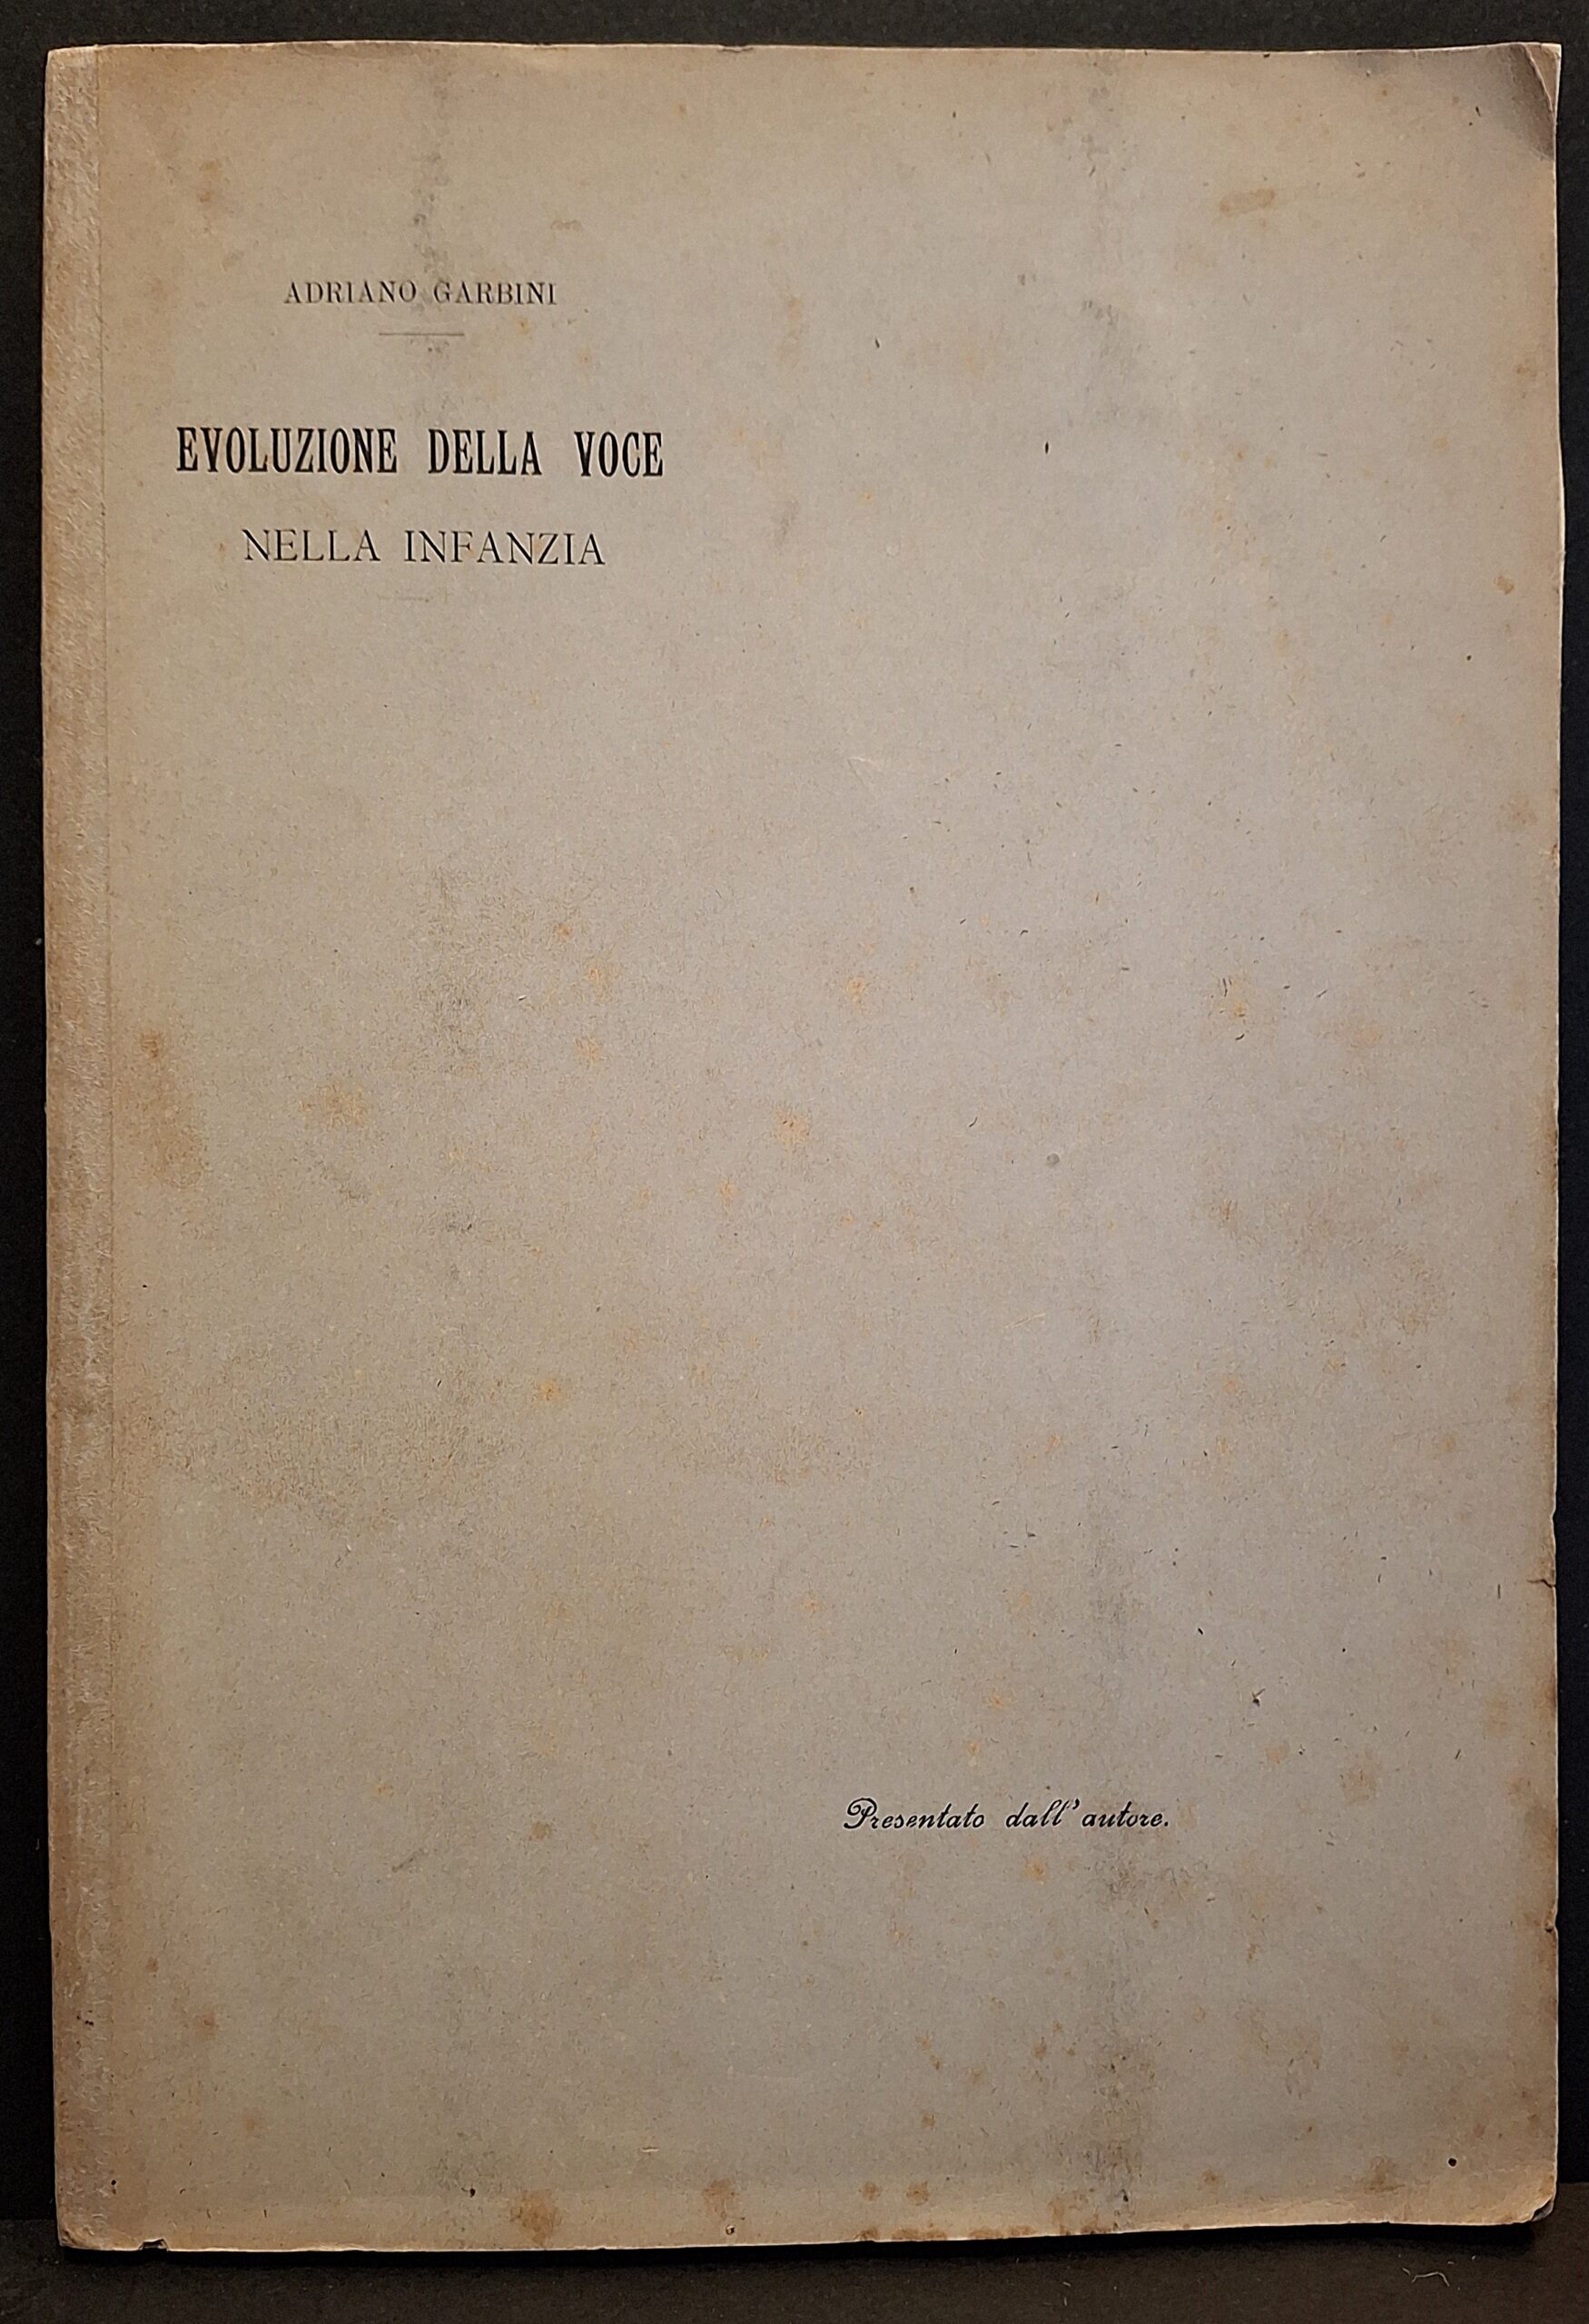 ADRIANO GARBINI
EVOLUZIONE DELLA VOCE
NELLA INFANZIA
Presentato dall'autore.